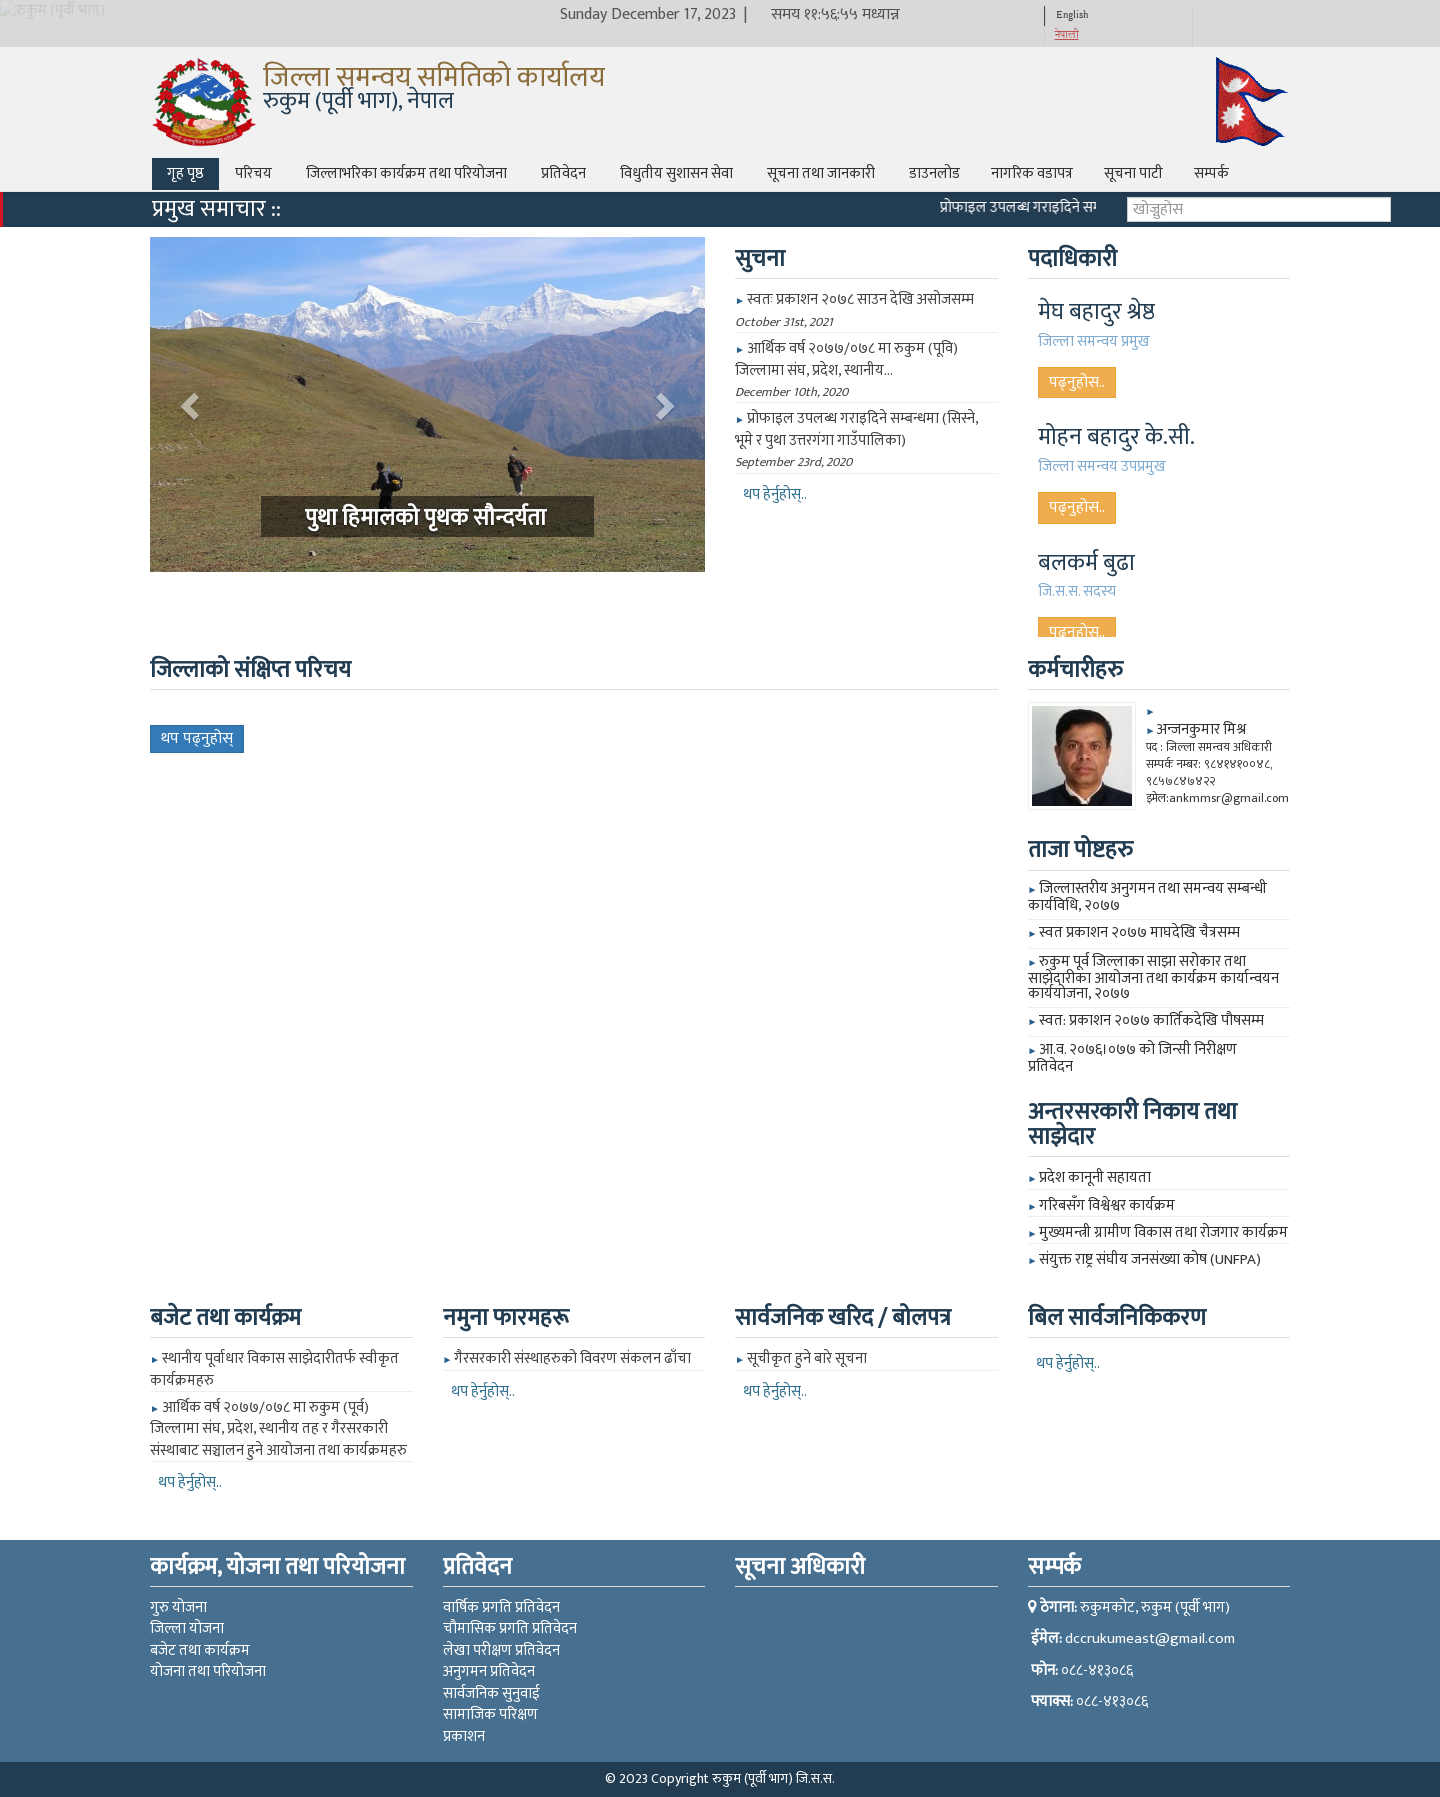 रुकुम (पूर्वी भाग)
Sunday December 17, 2023 | समय ११:५६:५५ मध्यान्न
English
नेपाली
जिल्ला समन्वय समितिको कार्यालय
रुकुम (पूर्वी भाग), नेपाल
गृह पृष्ठ परिचय जिल्लाभरिका कार्यक्रम तथा परियोजना प्रतिवेदन विधुतीय सुशासन सेवा सूचना तथा जानकारी डाउनलोड नागरिक वडापत्र सूचना पाटी सम्पर्क
प्रमुख समाचार :: प्रोफाइल उपलब्ध गराइदिने सम खोज्नुहोस
सुचना
► स्वतः प्रकाशन २०७८ साउन देखि असोजसम्म
October 31st, 2021
► आर्थिक वर्ष २०७७/०७८ मा रुकुम (पूवि)
जिल्लामा संघ, प्रदेश, स्थानीय...
December 10th, 2020
► प्रोफाइल उपलब्ध गराइदिने सम्बन्धमा (सिस्ने,
भूमे र पुथा उत्तरगंगा गाउँपालिका)
September 23rd, 2020
थप हेर्नुहोस्..
पुथा हिमालको पृथक सौन्दर्यता
पदाधिकारी
मेघ बहादुर श्रेष्ठ
जिल्ला समन्वय प्रमुख
पढ्नुहोस..
मोहन बहादुर के.सी.
जिल्ला समन्वय उपप्रमुख
पढ्नुहोस..
बलकर्म बुढा
जि.स.स. सदस्य
पढ्नुहोस..
जिल्लाको संक्षिप्त परिचय
थप पढ्नुहोस्
कर्मचारीहरु
►
► अन्जनकुमार मिश्र
पद : जिल्ला समन्वय अधिकारी
सम्पर्क नम्बर: ९८४१४१००४८,
९८५७८४७४२२
इमेल:ankmmsr@gmail.com
ताजा पोष्टहरु
► जिल्लास्तरीय अनुगमन तथा समन्वय सम्बन्धी
कार्यविधि, २०७७
► स्वत प्रकाशन २०७७ माघदेखि चैत्रसम्म
► रुकुम पूर्व जिल्लाका साझा सरोकार तथा
साझेदारीका आयोजना तथा कार्यक्रम कार्यान्वयन
कार्ययोजना, २०७७
► स्वत: प्रकाशन २०७७ कार्तिकदेखि पौषसम्म
► आ.व. २०७६।०७७ को जिन्सी निरीक्षण
प्रतिवेदन
अन्तरसरकारी निकाय तथा
साझेदार
► प्रदेश कानूनी सहायता
► गरिबसँग विश्वेश्वर कार्यक्रम
► मुख्यमन्त्री ग्रामीण विकास तथा रोजगार कार्यक्रम
► संयुक्त राष्ट्र संघीय जनसंख्या कोष (UNFPA)
बजेट तथा कार्यक्रम
► स्थानीय पूर्वाधार विकास साझेदारीतर्फ स्वीकृत
कार्यक्रमहरु
► आर्थिक वर्ष २०७७/०७८ मा रुकुम (पूर्व)
जिल्लामा संघ, प्रदेश, स्थानीय तह र गैरसरकारी
संस्थाबाट सञ्चालन हुने आयोजना तथा कार्यक्रमहरु
थप हेर्नुहोस्..
नमुना फारमहरू
► गैरसरकारी संस्थाहरुको विवरण संकलन ढाँचा
थप हेर्नुहोस्..
सार्वजनिक खरिद / बोलपत्र
► सूचीकृत हुने बारे सूचना
थप हेर्नुहोस्..
बिल सार्वजनिकिकरण
थप हेर्नुहोस्..
कार्यक्रम, योजना तथा परियोजना
गुरु योजना
जिल्ला योजना
बजेट तथा कार्यक्रम
योजना तथा परियोजना
प्रतिवेदन
वार्षिक प्रगति प्रतिवेदन
चौमासिक प्रगति प्रतिवेदन
लेखा परीक्षण प्रतिवेदन
अनुगमन प्रतिवेदन
सार्वजनिक सुनुवाई
सामाजिक परिक्षण
प्रकाशन
सूचना अधिकारी
सम्पर्क
ठेगाना: रुकुमकोट, रुकुम (पूर्वी भाग)
ईमेल: dccrukumeast@gmail.com
फोन: ०८८-४१३०८६
फ्याक्स: ०८८-४१३०८६
© 2023 Copyright रुकुम (पूर्वी भाग) जि.स.स.